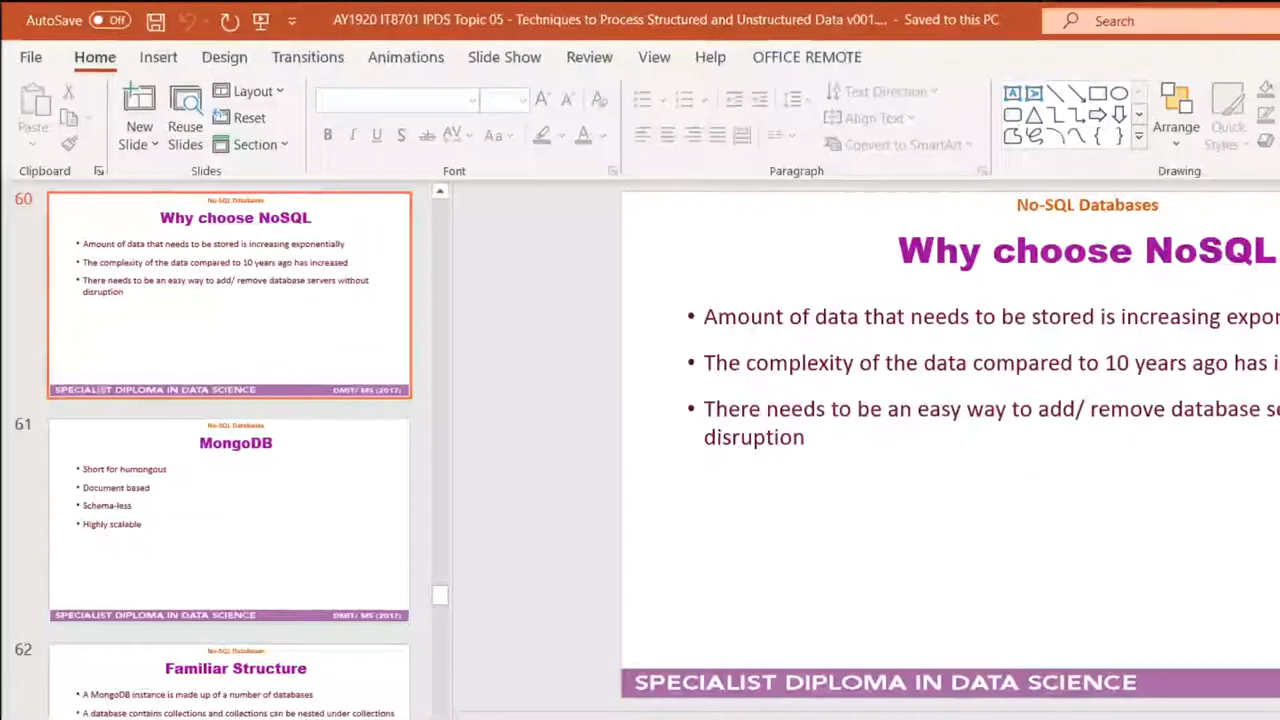 AutoSave Off AY1920 IT8701 IPDS Topic 05 - Techniques to Process Structured and Unstructured Data v001.... - Saved to this PC Search
File Home Insert Design Transitions Animations Slide Show Review View Help OFFICE REMOTE
Paste
New Slide
Reuse Slides
Layout
Reset
Section
B I U S ab AV Aa A
Text Direction
Align Text
Convert to SmartArt
Arrange
Quick Styles
Clipboard Slides Font Paragraph Drawing
60
No-SQL Databases
Why choose NoSQL
• Amount of data that needs to be stored is increasing exponentially
• The complexity of the data compared to 10 years ago has increased
• There needs to be an easy way to add/ remove database servers without
disruption
SPECIALIST DIPLOMA IN DATA SCIENCE DMIT/ MS (2017)
61
No-SQL Databases
MongoDB
• Short for humongous
• Document based
• Schema-less
• Highly scalable
SPECIALIST DIPLOMA IN DATA SCIENCE DMIT/ MS (2017)
62
No-SQL Databases
Familiar Structure
• A MongoDB instance is made up of a number of databases
• A database contains collections and collections can be nested under collections
No-SQL Databases
Why choose NoSQL
• Amount of data that needs to be stored is increasing expon
• The complexity of the data compared to 10 years ago has i
• There needs to be an easy way to add/ remove database se
disruption
SPECIALIST DIPLOMA IN DATA SCIENCE